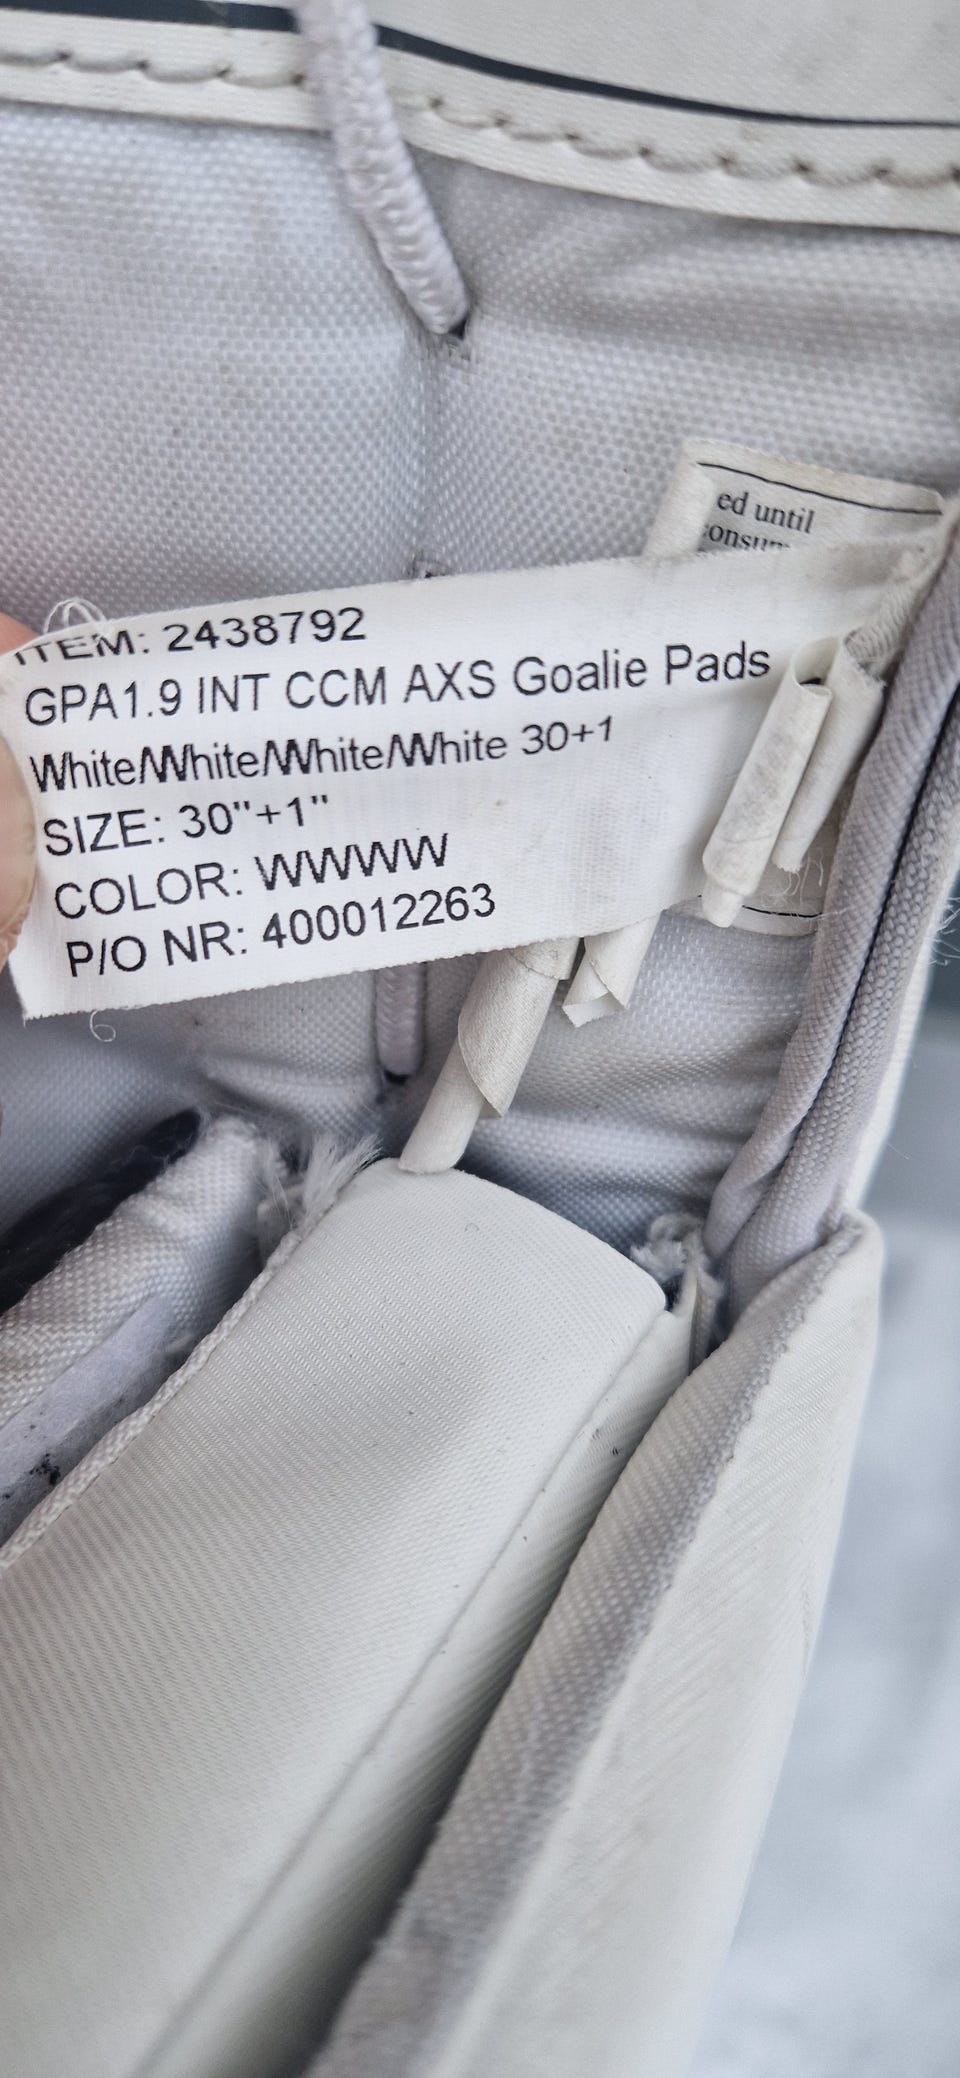 ed until
ITEM: 2438792
GPA1.9 INT CCM AXS Goalie Pads
White/White/White/White 30+1
SIZE: 30"+1"
COLOR: WWWW
P/O NR: 400012263